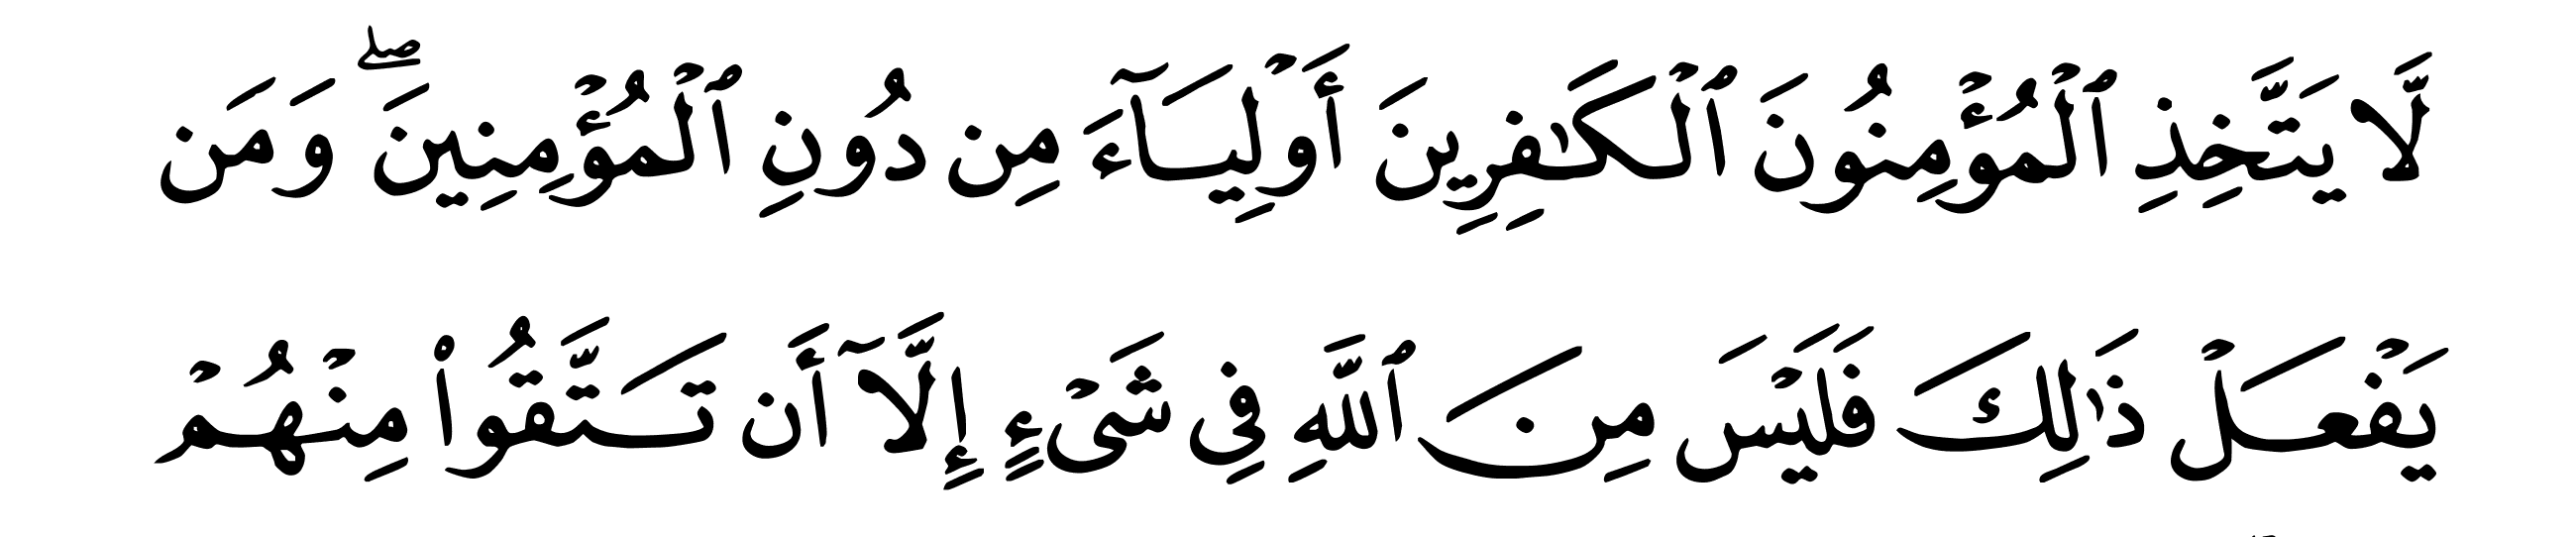 لَّا يَتَّخِذِ ٱلْمُؤْمِنُونَ ٱلْكَـٰفِرِينَ أَوْلِيَآءَ مِن دُونِ ٱلْمُؤْمِنِينَ ۖ وَمَن
يَفْعَلْ ذَٰلِكَ فَلَيْسَ مِنَ ٱللَّهِ فِى شَىْءٍ إِلَّآ أَن تَتَّقُوا۟ مِنْهُمْ